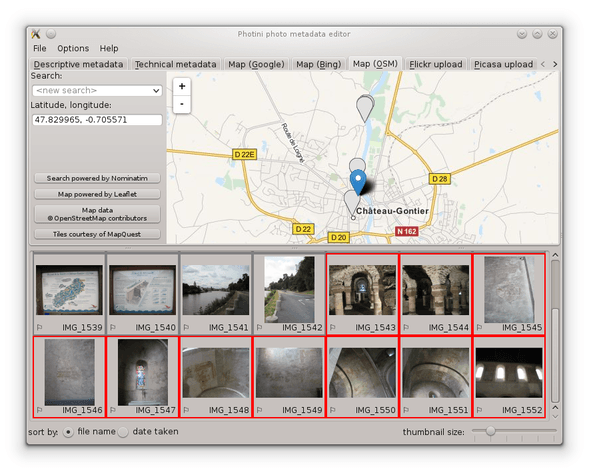 Photini photo metadata editor
File Options Help
Descriptive metadata Technical metadata Map (Google) Map (Bing) Map (OSM) Flickr upload Picasa upload
Search:
<new search>
Latitude, longitude:
47.829965, -0.705571
Search powered by Nominatim
Map powered by Leaflet
Map data
© OpenStreetMap contributors
Tiles courtesy of MapQuest
+
-
Route de Loigné
D 22E
D 28
Château-Gontier
D 22
D 20
N 162
IMG_1539 IMG_1540 IMG_1541 IMG_1542 IMG_1543 IMG_1544 IMG_1545
IMG_1546 IMG_1547 IMG_1548 IMG_1549 IMG_1550 IMG_1551 IMG_1552
sort by: file name date taken thumbnail size: